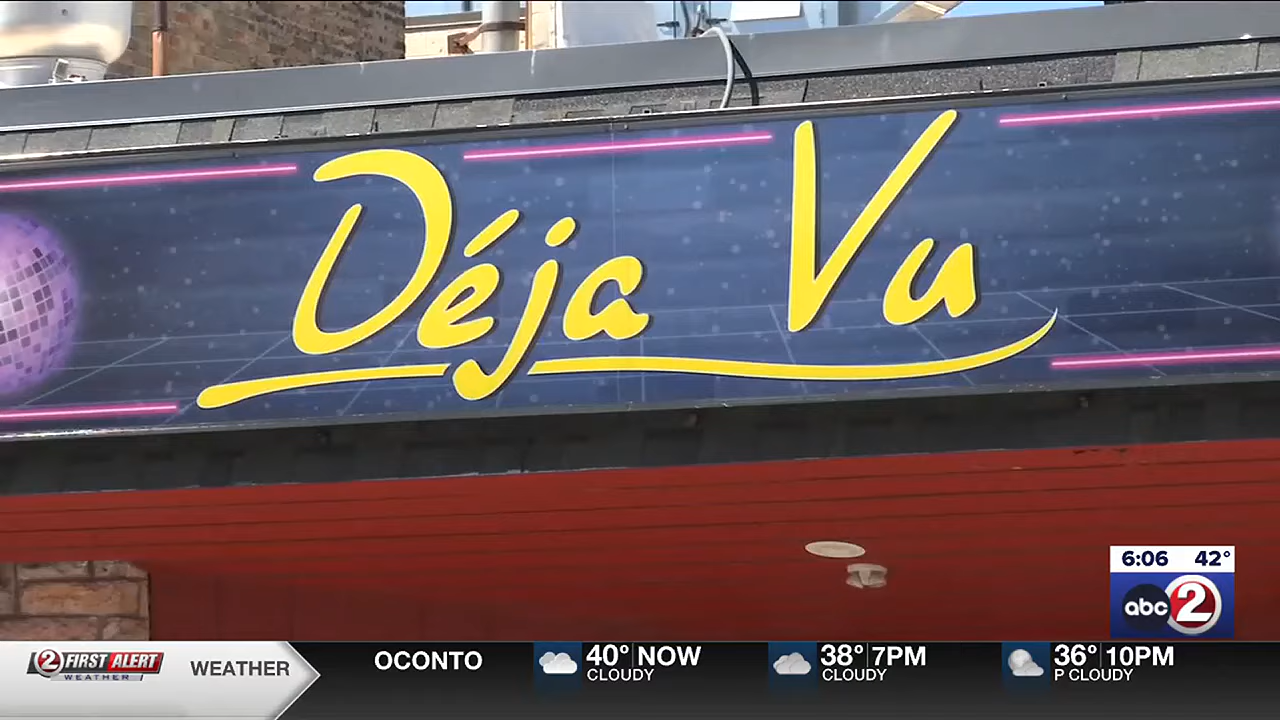 Déja Vu
6:06 42°
abc 2
2 FIRST ALERT
WEATHER
WEATHER
OCONTO
40° NOW
CLOUDY
38° 7PM
CLOUDY
36° 10PM
P CLOUDY